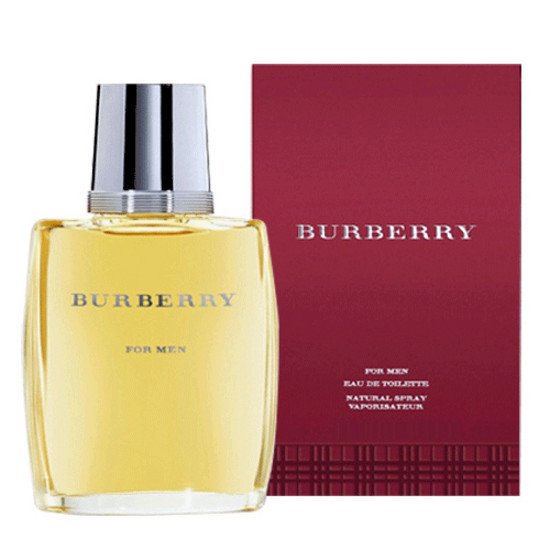 BURBERRY
FOR MEN
BURBERRY
FOR MEN
EAU DE TOILETTE
NATURAL SPRAY
VAPORISATEUR